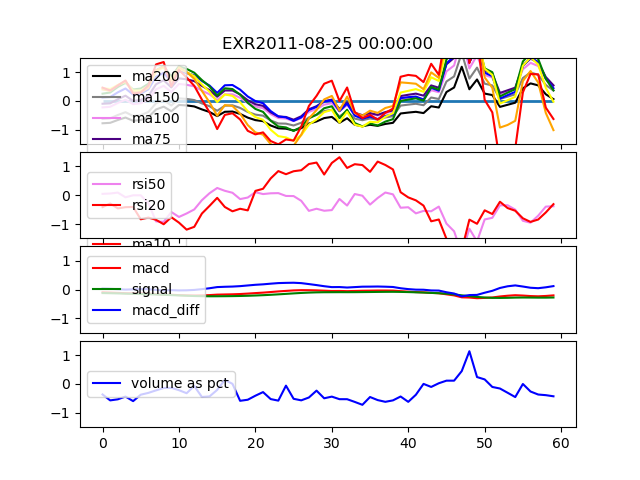 EXR2011-08-25 00:00:00
1
0
−1
ma200
ma150
ma100
ma75
1
0
−1
rsi50
rsi20
ma10
1
0
−1
macd
signal
macd_diff
1
0
−1
volume as pct
0 10 20 30 40 50 60